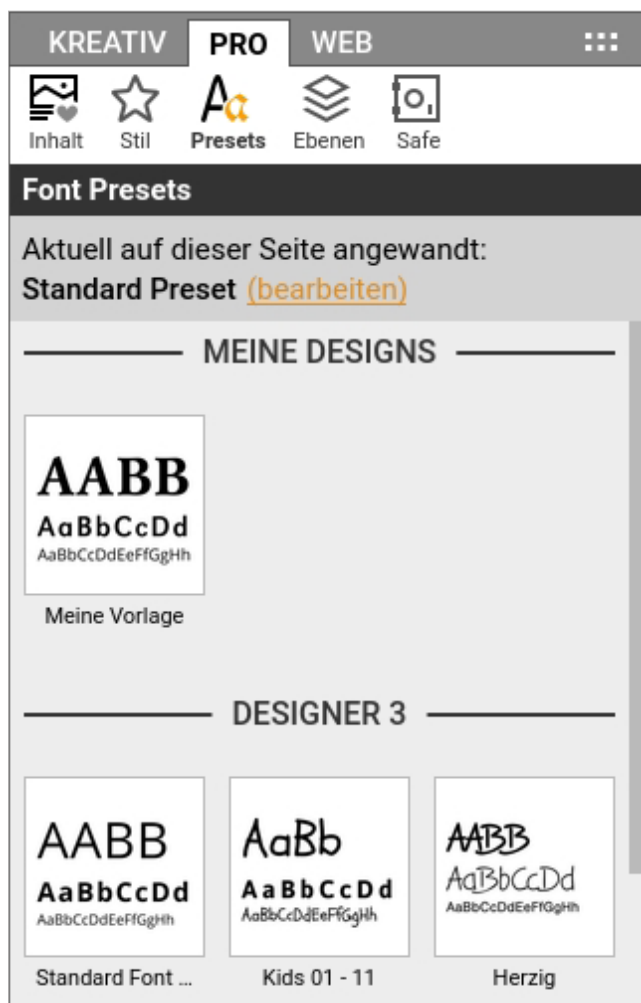 KREATIV PRO WEB
Inhalt Stil Presets Ebenen Safe
Font Presets
Aktuell auf dieser Seite angewandt:
Standard Preset (bearbeiten)
MEINE DESIGNS
AABB
AaBbCcDd
AaBbCcDdEeFfGgHh
Meine Vorlage
DESIGNER 3
AABB
AaBbCcDd
AaBbCcDdEeFfGgHh
Standard Font ...
AaBb
AaBbCcDd
AaBbCcDdEeFfGgHh
Kids 01 - 11
AABB
AaBbCcDd
AaBbCcDdEeFfGgHh
Herzig